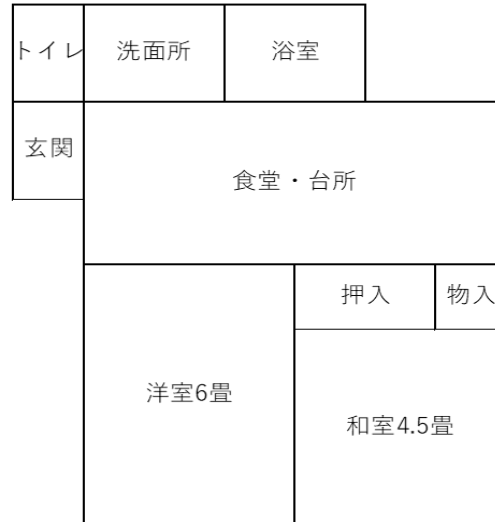 トイレ
洗面所
浴室
玄関
食堂・台所
押入
物入
洋室6畳
和室4.5畳